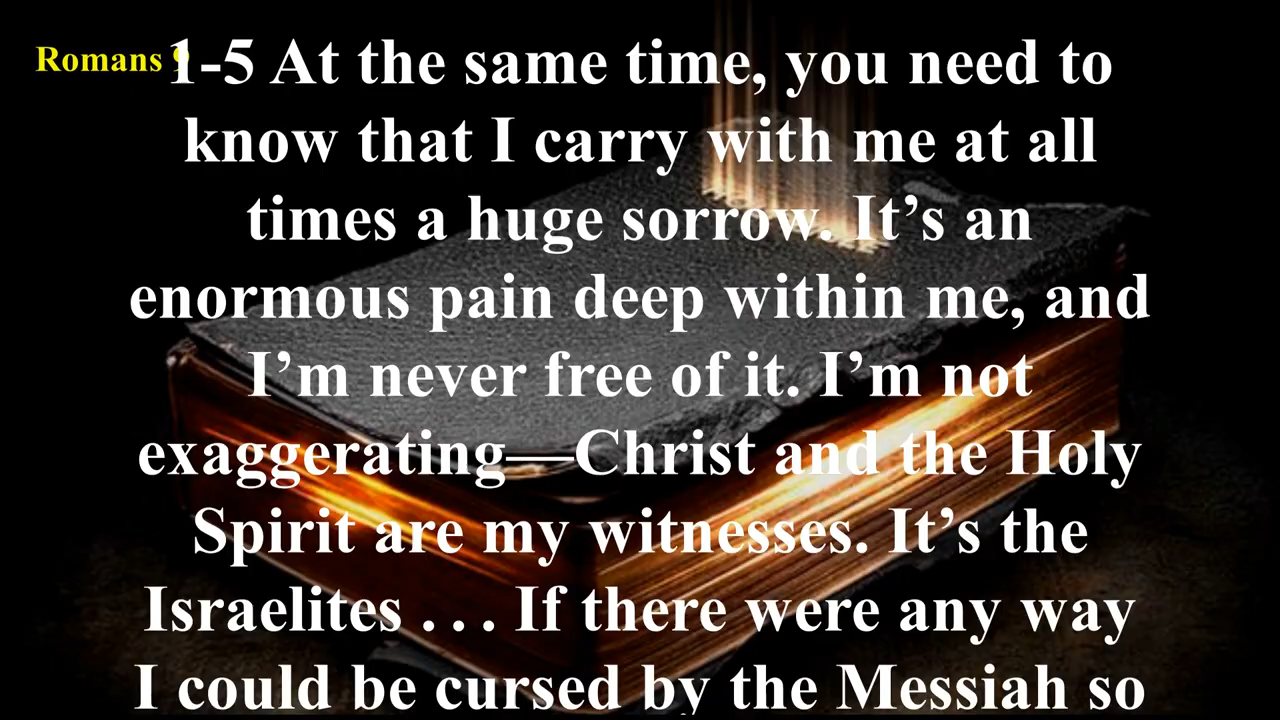 Romans 9
1-5 At the same time, you need to
know that I carry with me at all
times a huge sorrow. It’s an
enormous pain deep within me, and
I’m never free of it. I’m not
exaggerating—Christ and the Holy
Spirit are my witnesses. It’s the
Israelites . . . If there were any way
I could be cursed by the Messiah so